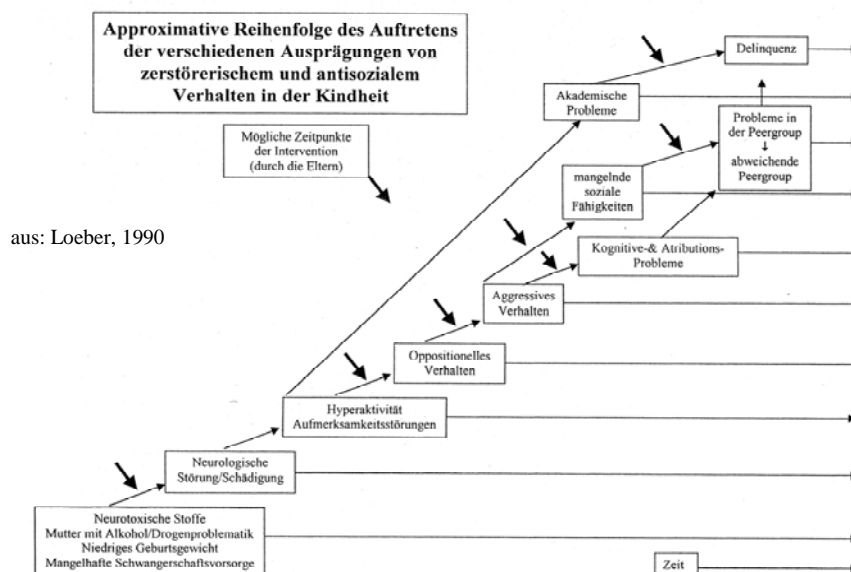 Approximative Reihenfolge des Auftretens
der verschiedenen Ausprägungen von
zerstörerischem und antisozialem
Verhalten in der Kindheit
Mögliche Zeitpunkte
der Intervention
(durch die Eltern)
aus: Loeber, 1990
Delinquenz
Akademische
Probleme
Probleme in
der Peergroup
↓
abweichende
Peergroup
mangelnde
soziale
Fähigkeiten
Kognitive-& Atributions-
Probleme
Aggressives
Verhalten
Oppositionelles
Verhalten
Hyperaktivität
Aufmerksamkeitsstörungen
Neurologische
Störung/Schädigung
Neurotoxische Stoffe
Mutter mit Alkohol/Drogenproblematik
Niedriges Geburtsgewicht
Mangelhafte Schwangerschaftsvorsorge
Zeit